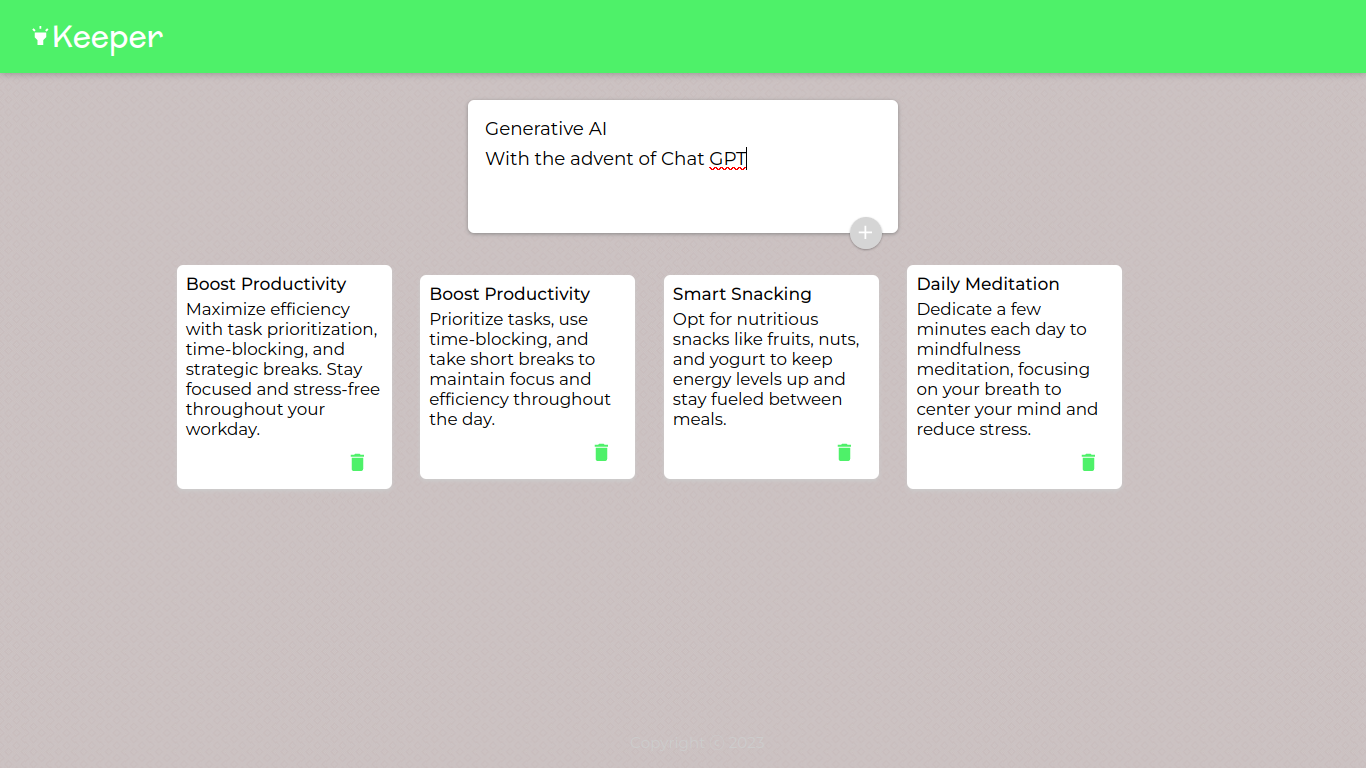 Keeper
Generative AI
With the advent of Chat GPT
Boost Productivity
Maximize efficiency
with task prioritization,
time-blocking, and
strategic breaks. Stay
focused and stress-free
throughout your
workday.
Boost Productivity
Prioritize tasks, use
time-blocking, and
take short breaks to
maintain focus and
efficiency throughout
the day.
Smart Snacking
Opt for nutritious
snacks like fruits, nuts,
and yogurt to keep
energy levels up and
stay fueled between
meals.
Daily Meditation
Dedicate a few
minutes each day to
mindfulness
meditation, focusing
on your breath to
center your mind and
reduce stress.
Copyright © 2023